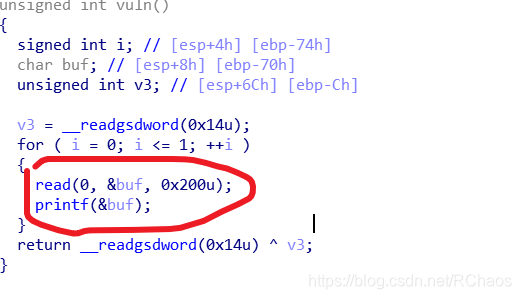 unsigned int vuln()
{
signed int i; // [esp+4h] [ebp-74h]
char buf; // [esp+8h] [ebp-70h]
unsigned int v3; // [esp+6Ch] [ebp-Ch]
v3 = __readgsdword(0x14u);
for ( i = 0; i <= 1; ++i )
{
read(0, &buf, 0x200u);
printf(&buf);
}
return __readgsdword(0x14u) ^ v3;
}
https://blog.csdn.net/RChaos